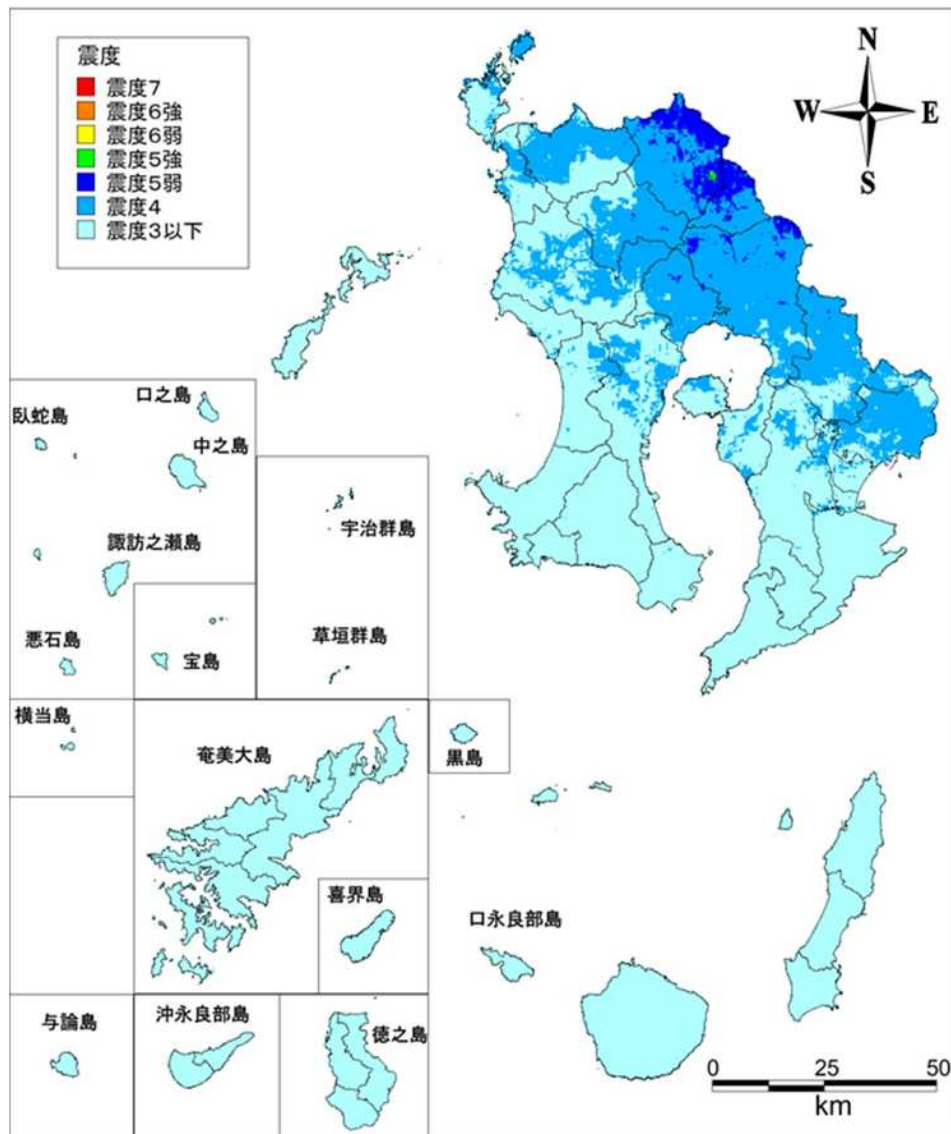 震度
震度7
震度6強
震度6弱
震度5強
震度5弱
震度4
震度3以下
N
W
E
S
口之島
臥蛇島
中之島
宇治群島
諏訪之瀬島
悪石島
宝島
草垣群島
横当島
奄美大島
黒島
喜界島
口永良部島
与論島
沖永良部島
徳之島
0 25 50
km